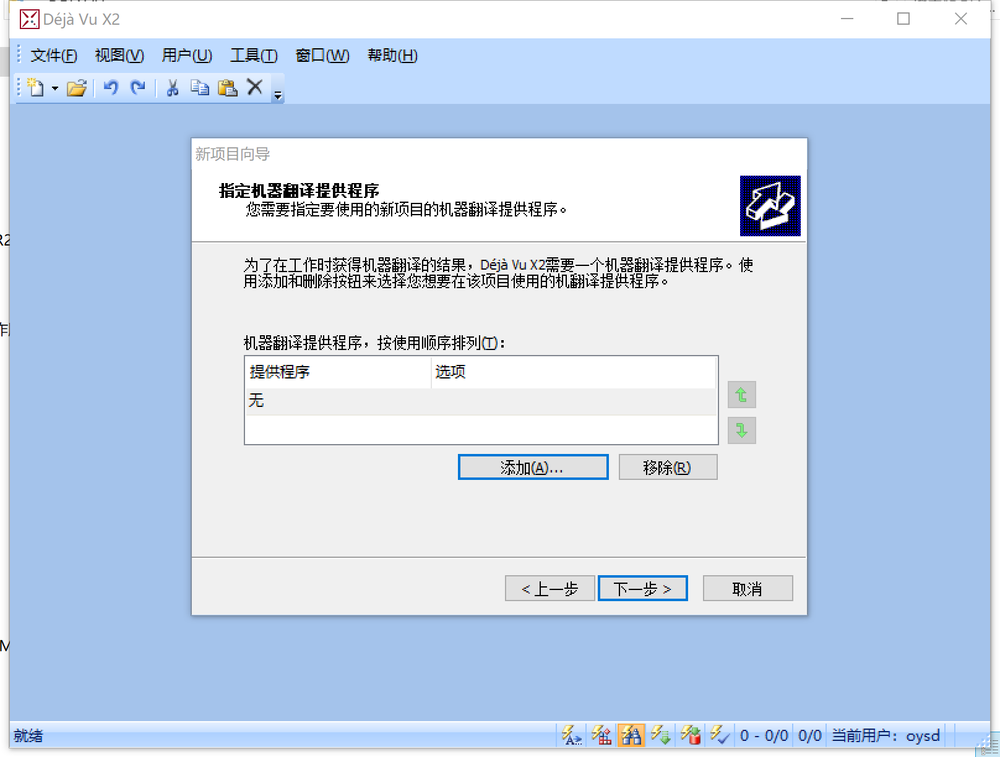 Déjà Vu X2
文件(F) 视图(V) 用户(U) 工具(T) 窗口(W) 帮助(H)
新项目向导
指定机器翻译提供程序
您需要指定要使用的新项目的机器翻译提供程序。
为了在工作时获得机器翻译的结果，Déjà Vu X2需要一个机器翻译提供程序。使
用添加和删除按钮来选择您想要在该项目使用的机翻译提供程序。
机器翻译提供程序，按使用顺序排列(T)：
提供程序 选项
无
添加(A)... 移除(R)
< 上一步 下一步 > 取消
就绪 0 - 0/0 0/0 当前用户：oysd